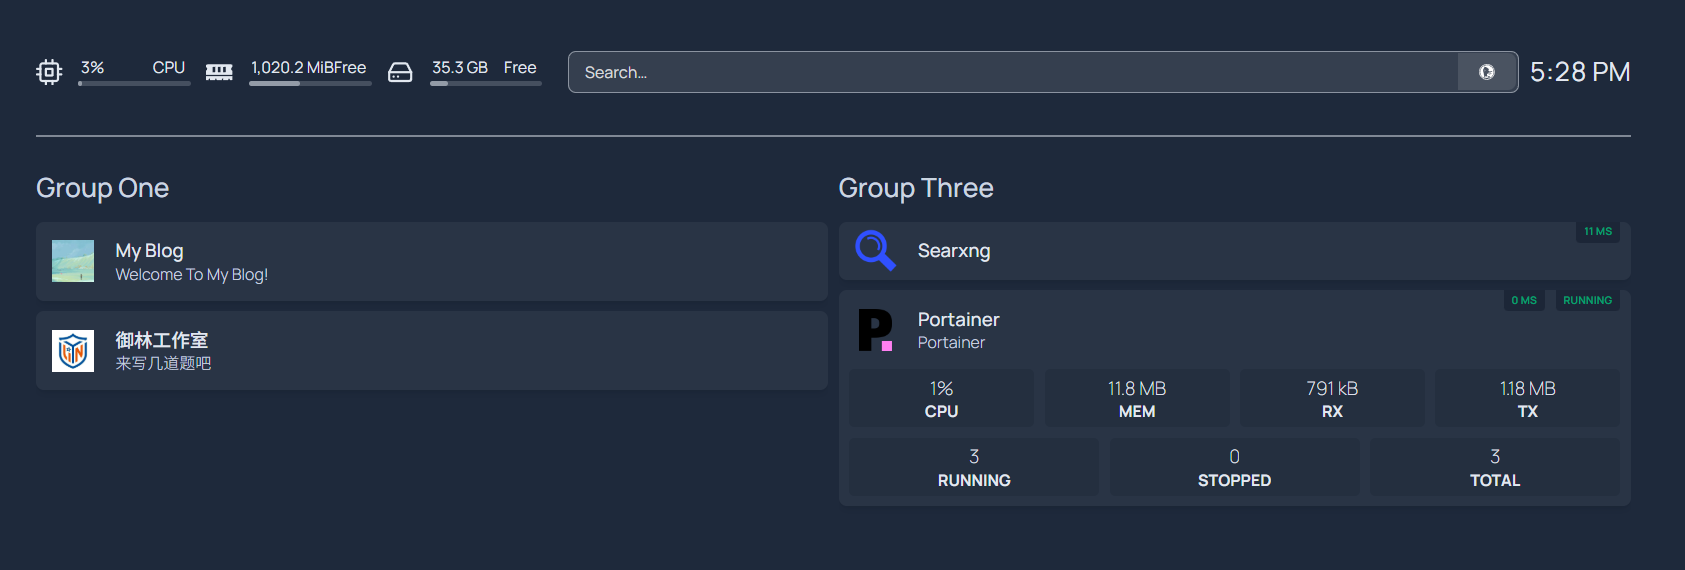 3% CPU
1,020.2 MiB Free
35.3 GB Free
Search...
5:28 PM
Group One
My Blog
Welcome To My Blog!
御林工作室
来写几道题吧
Group Three
11 MS
Searxng
0 MS RUNNING
Portainer
Portainer
1% 11.8 MB 791 kB 1.18 MB
CPU MEM RX TX
3 0 3
RUNNING STOPPED TOTAL